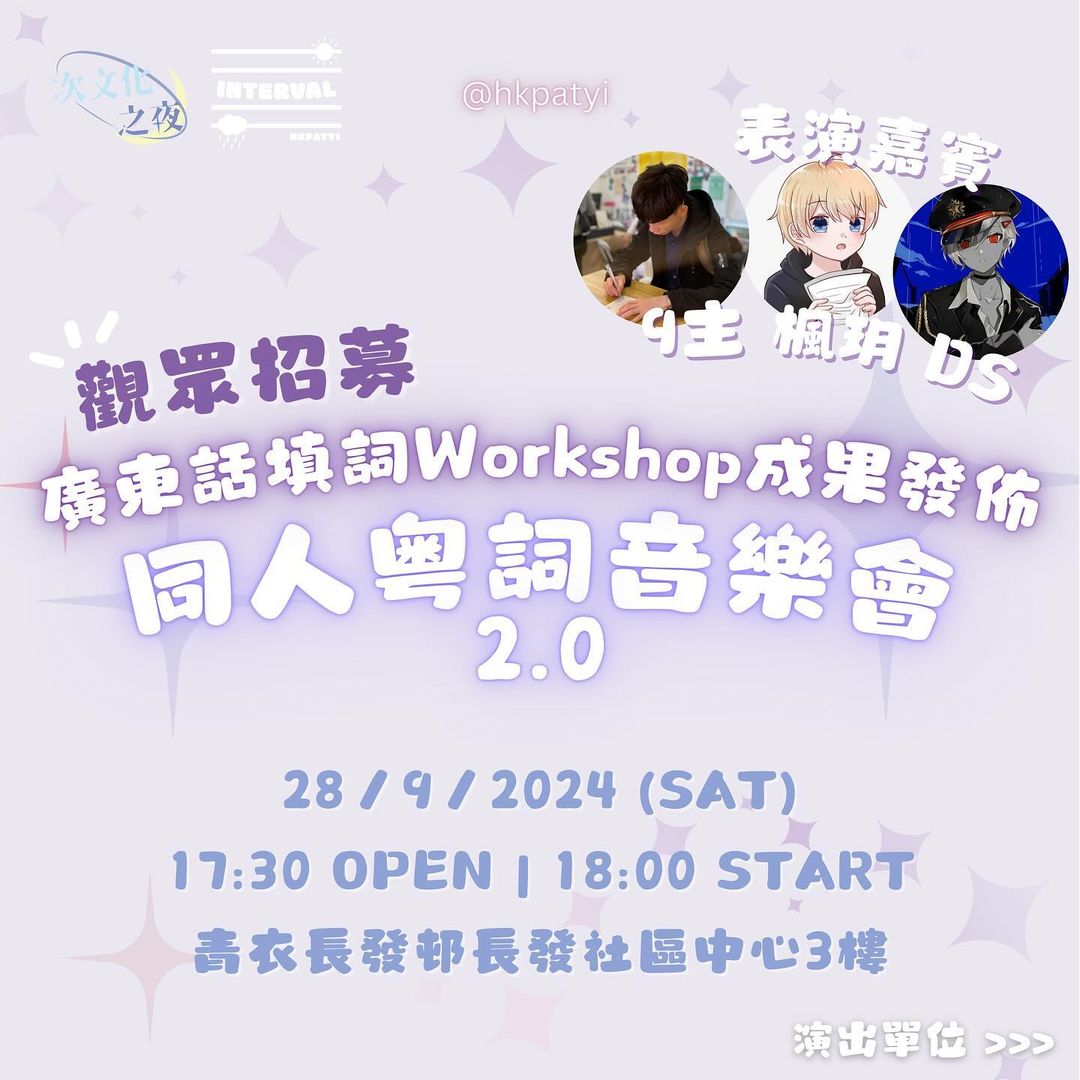 次文化
之夜
INTERVAL
HKPATYI
@hkpatyi
表演嘉賓
9主 楓玥 DS
觀眾招募
廣東話填詞Workshop成果發佈
同人粵詞音樂會
2.0
28/9/2024 (SAT)
17:30 OPEN | 18:00 START
青衣長發邨長發社區中心3樓
演出單位 >>>